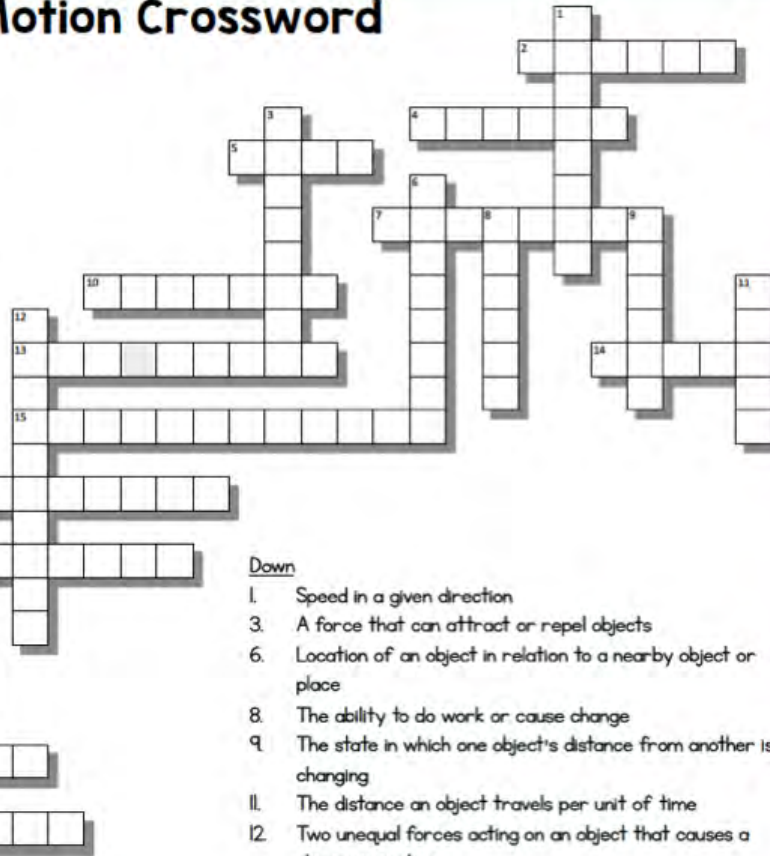 Motion Crossword
1
2
3
4
5
6
7
8
9
10
11
12
13
14
15
Down
1. Speed in a given direction
3. A force that can attract or repel objects
6. Location of an object in relation to a nearby object or
place
8. The ability to do work or cause change
9. The state in which one object's distance from another is
changing
11. The distance an object travels per unit of time
12. Two unequal forces acting on an object that causes a